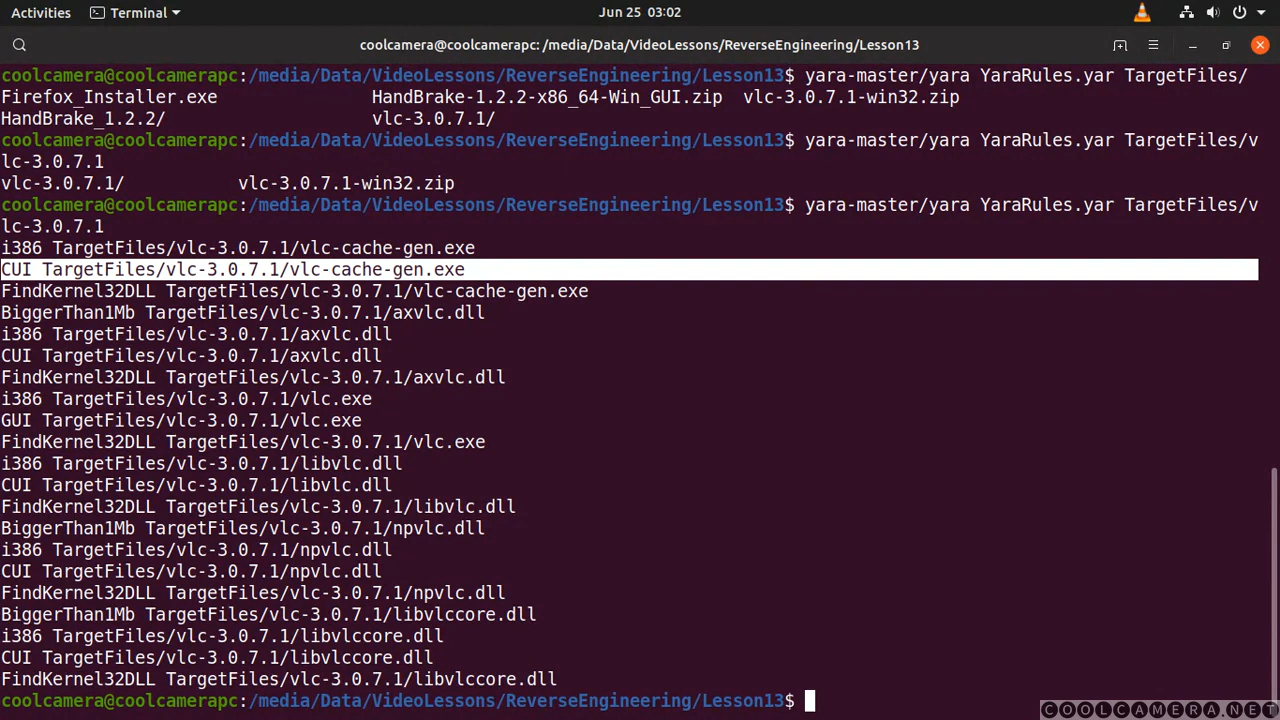 Activities Terminal Jun 25 03:02
coolcamera@coolcamerapc: /media/Data/VideoLessons/ReverseEngineering/Lesson13
coolcamera@coolcamerapc:/media/Data/VideoLessons/ReverseEngineering/Lesson13$ yara-master/yara YaraRules.yar TargetFiles/
Firefox_Installer.exe HandBrake-1.2.2-x86_64-Win_GUI.zip vlc-3.0.7.1-win32.zip
HandBrake_1.2.2/ vlc-3.0.7.1/
coolcamera@coolcamerapc:/media/Data/VideoLessons/ReverseEngineering/Lesson13$ yara-master/yara YaraRules.yar TargetFiles/v
lc-3.0.7.1
vlc-3.0.7.1/ vlc-3.0.7.1-win32.zip
coolcamera@coolcamerapc:/media/Data/VideoLessons/ReverseEngineering/Lesson13$ yara-master/yara YaraRules.yar TargetFiles/v
lc-3.0.7.1
i386 TargetFiles/vlc-3.0.7.1/vlc-cache-gen.exe
CUI TargetFiles/vlc-3.0.7.1/vlc-cache-gen.exe
FindKernel32DLL TargetFiles/vlc-3.0.7.1/vlc-cache-gen.exe
BiggerThan1Mb TargetFiles/vlc-3.0.7.1/axvlc.dll
i386 TargetFiles/vlc-3.0.7.1/axvlc.dll
CUI TargetFiles/vlc-3.0.7.1/axvlc.dll
FindKernel32DLL TargetFiles/vlc-3.0.7.1/axvlc.dll
i386 TargetFiles/vlc-3.0.7.1/vlc.exe
GUI TargetFiles/vlc-3.0.7.1/vlc.exe
FindKernel32DLL TargetFiles/vlc-3.0.7.1/vlc.exe
i386 TargetFiles/vlc-3.0.7.1/libvlc.dll
CUI TargetFiles/vlc-3.0.7.1/libvlc.dll
FindKernel32DLL TargetFiles/vlc-3.0.7.1/libvlc.dll
BiggerThan1Mb TargetFiles/vlc-3.0.7.1/npvlc.dll
i386 TargetFiles/vlc-3.0.7.1/npvlc.dll
CUI TargetFiles/vlc-3.0.7.1/npvlc.dll
FindKernel32DLL TargetFiles/vlc-3.0.7.1/npvlc.dll
BiggerThan1Mb TargetFiles/vlc-3.0.7.1/libvlccore.dll
i386 TargetFiles/vlc-3.0.7.1/libvlccore.dll
CUI TargetFiles/vlc-3.0.7.1/libvlccore.dll
FindKernel32DLL TargetFiles/vlc-3.0.7.1/libvlccore.dll
coolcamera@coolcamerapc:/media/Data/VideoLessons/ReverseEngineering/Lesson13$
COOLCAMERA.NET